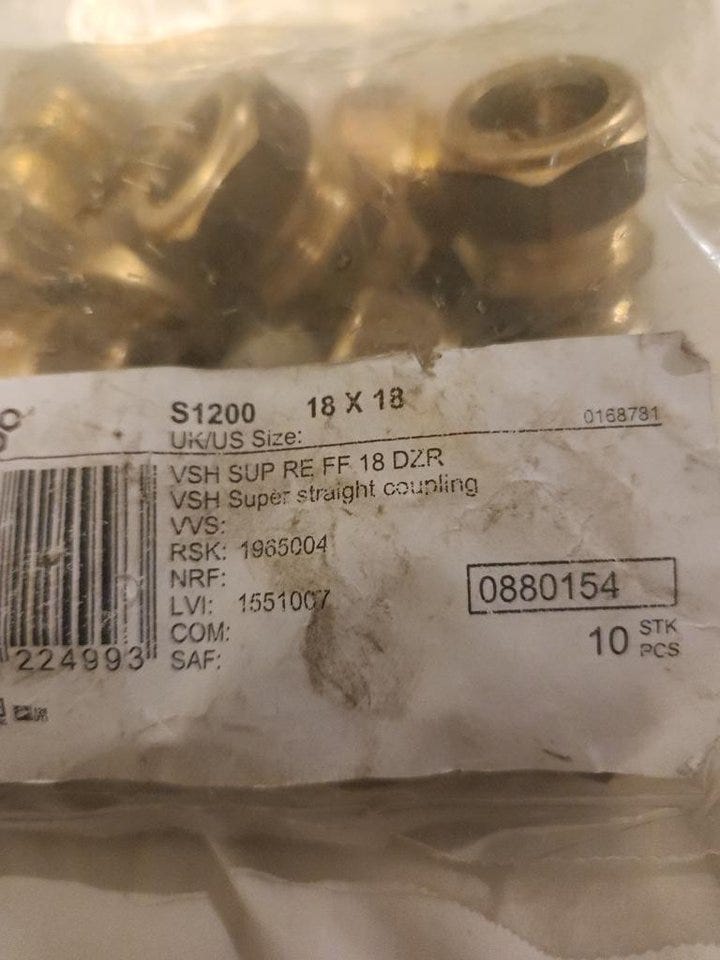 S1200 18 X 18
UK/US Size: 0168781
VSH SUP RE FF 18 DZR
VSH Super straight coupling
VVS:
RSK: 1965004
NRF:
LVI: 1551007
COM:
SAF:
0880154
10 STK
PCS
224993